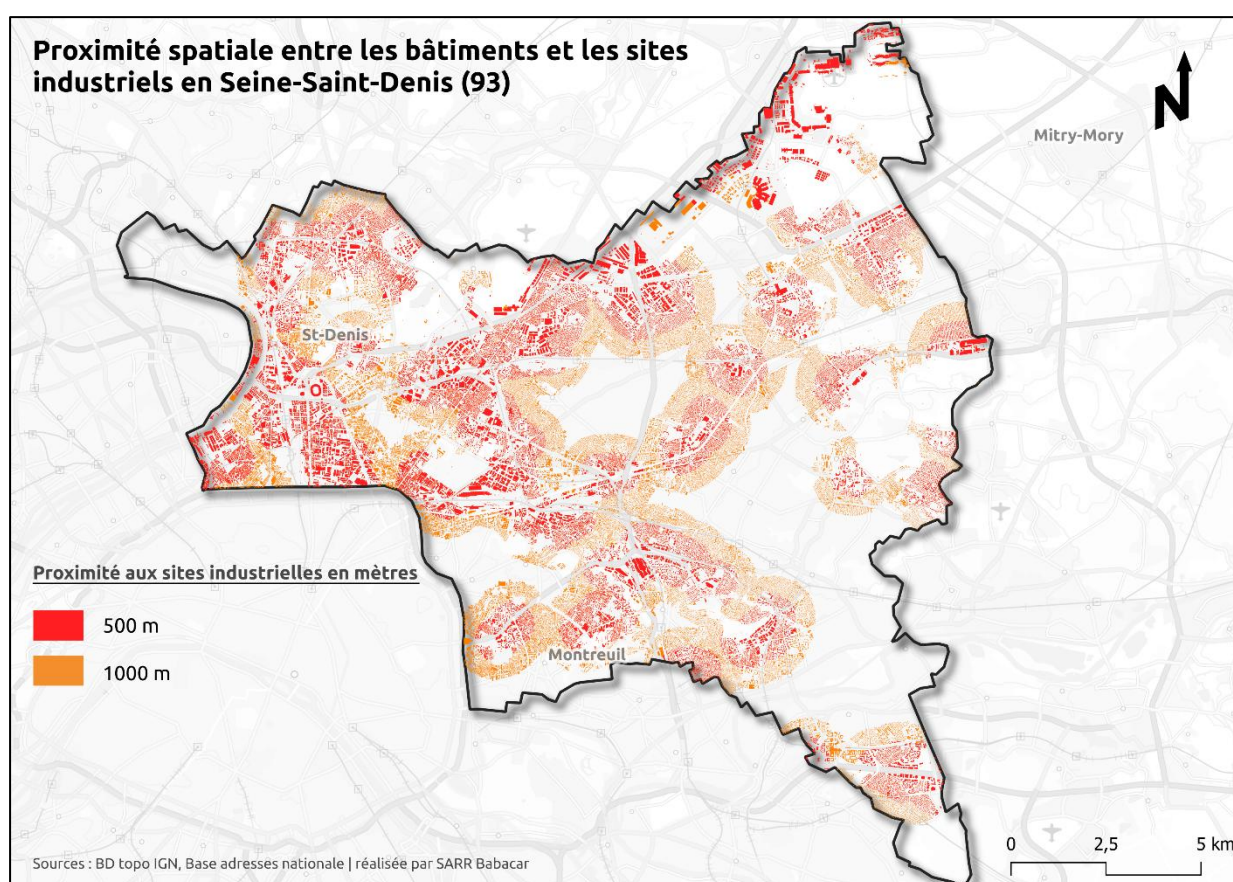 Proximité spatiale entre les bâtiments et les sites
industriels en Seine-Saint-Denis (93)
N
Mitry-Mory
St-Denis
Proximité aux sites industrielles en mètres
500 m
1000 m
Montreuil
0 2,5 5 km
Sources : BD topo IGN, Base adresses nationale | réalisée par SARR Babacar